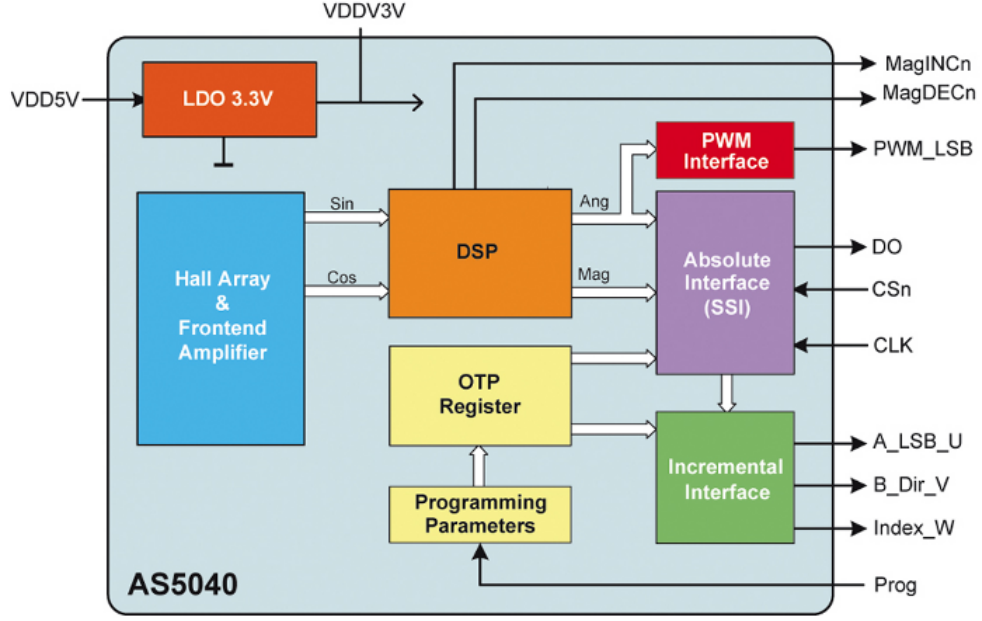 VDDV3V
MagINCn
VDD5V
LDO 3.3V
MagDECn
PWM
Interface
PWM_LSB
Sin
Ang
DSP
Absolute
Interface
(SSI)
DO
Hall Array
&
Frontend
Amplifier
Cos
Mag
CSn
CLK
OTP
Register
A_LSB_U
Incremental
Interface
B_Dir_V
Programming
Parameters
Index_W
AS5040
Prog